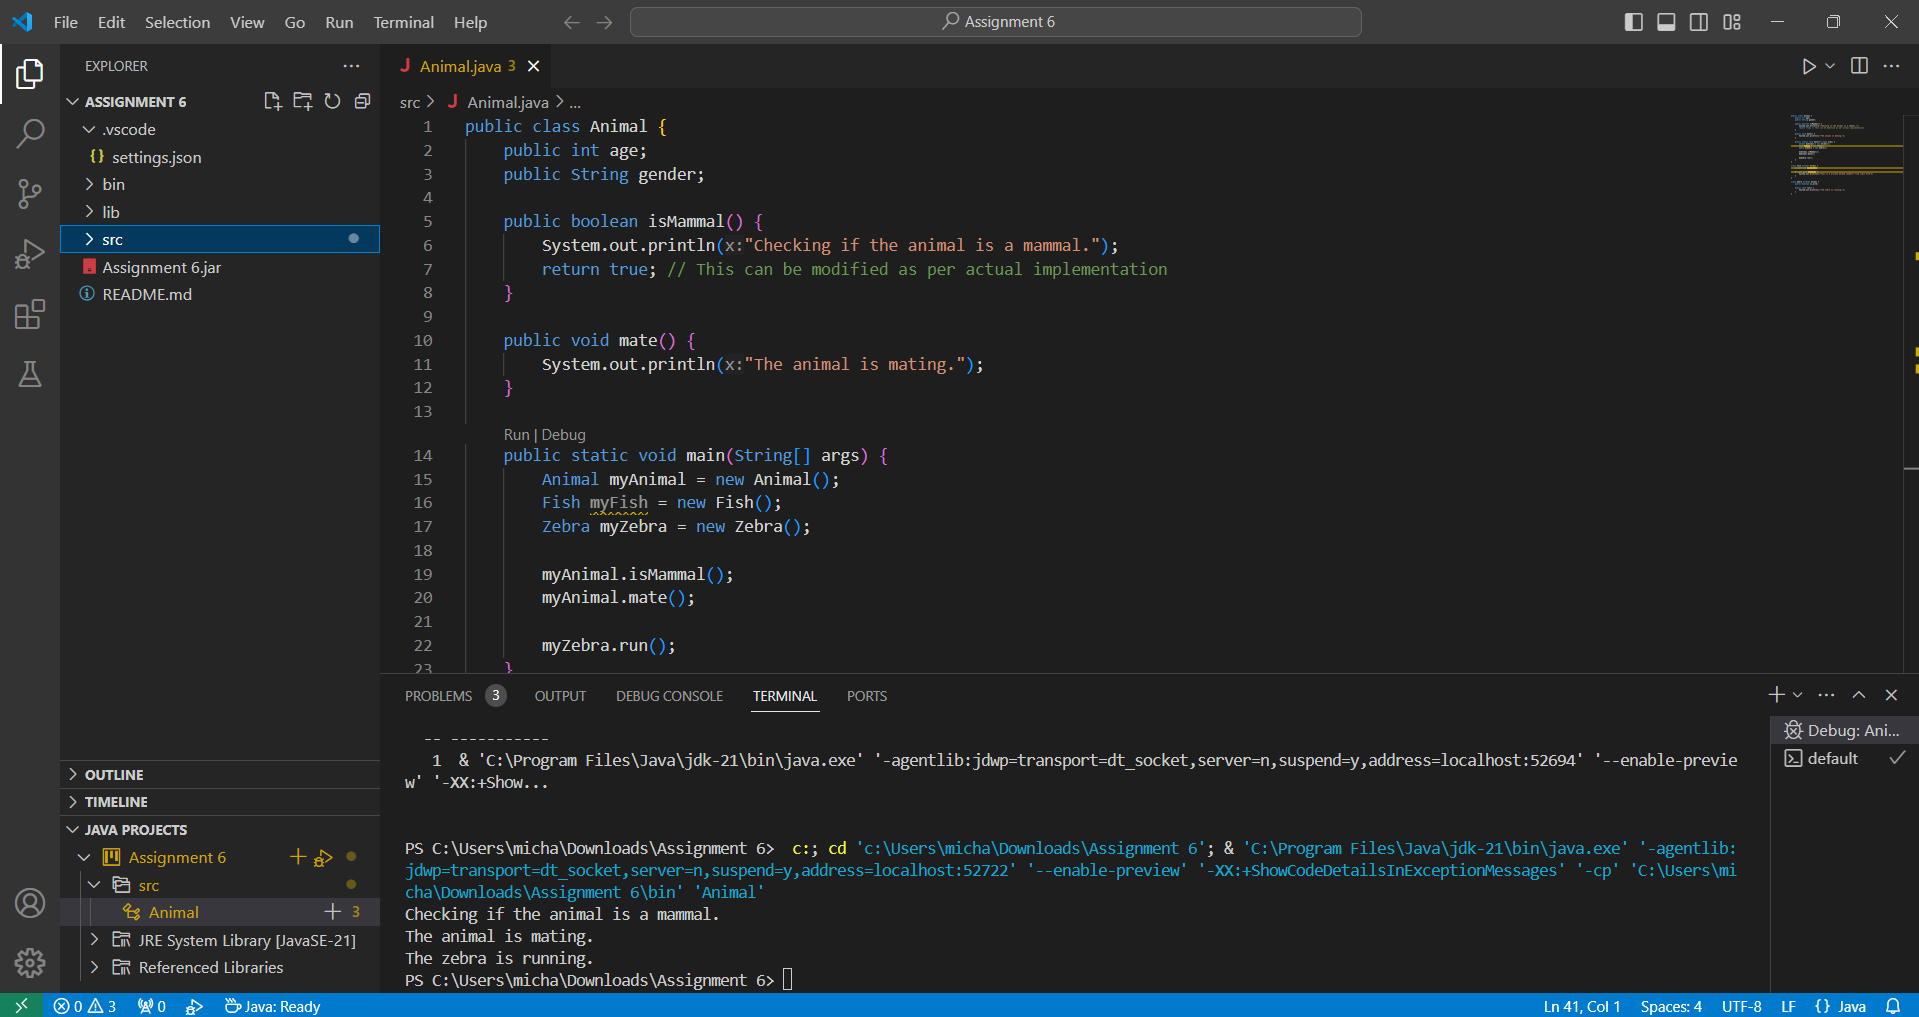 File Edit Selection View Go Run Terminal Help
Assignment 6
EXPLORER
ASSIGNMENT 6
.vscode
{} settings.json
bin
lib
src
Assignment 6.jar
README.md
OUTLINE
TIMELINE
JAVA PROJECTS
Assignment 6
src
Animal 3
JRE System Library [JavaSE-21]
Referenced Libraries
J Animal.java 3
src > J Animal.java > ...
1 public class Animal {
2 public int age;
3 public String gender;
4
5 public boolean isMammal() {
6 System.out.println(x:"Checking if the animal is a mammal.");
7 return true; // This can be modified as per actual implementation
8 }
9
10 public void mate() {
11 System.out.println(x:"The animal is mating.");
12 }
13
Run | Debug
14 public static void main(String[] args) {
15 Animal myAnimal = new Animal();
16 Fish myFish = new Fish();
17 Zebra myZebra = new Zebra();
18
19 myAnimal.isMammal();
20 myAnimal.mate();
21
22 myZebra.run();
23 }
PROBLEMS 3 OUTPUT DEBUG CONSOLE TERMINAL PORTS
-- -----------
1 & 'C:\Program Files\Java\jdk-21\bin\java.exe' '-agentlib:jdwp=transport=dt_socket,server=n,suspend=y,address=localhost:52694' '--enable-previe
w' '-XX:+Show...
PS C:\Users\micha\Downloads\Assignment 6> c:; cd 'c:\Users\micha\Downloads\Assignment 6'; & 'C:\Program Files\Java\jdk-21\bin\java.exe' '-agentlib:
jdwp=transport=dt_socket,server=n,suspend=y,address=localhost:52722' '--enable-preview' '-XX:+ShowCodeDetailsInExceptionMessages' '-cp' 'C:\Users\mi
cha\Downloads\Assignment 6\bin' 'Animal'
Checking if the animal is a mammal.
The animal is mating.
The zebra is running.
PS C:\Users\micha\Downloads\Assignment 6>
Debug: Ani...
default
0 3 0 Java: Ready
Ln 41, Col 1 Spaces: 4 UTF-8 LF {} Java